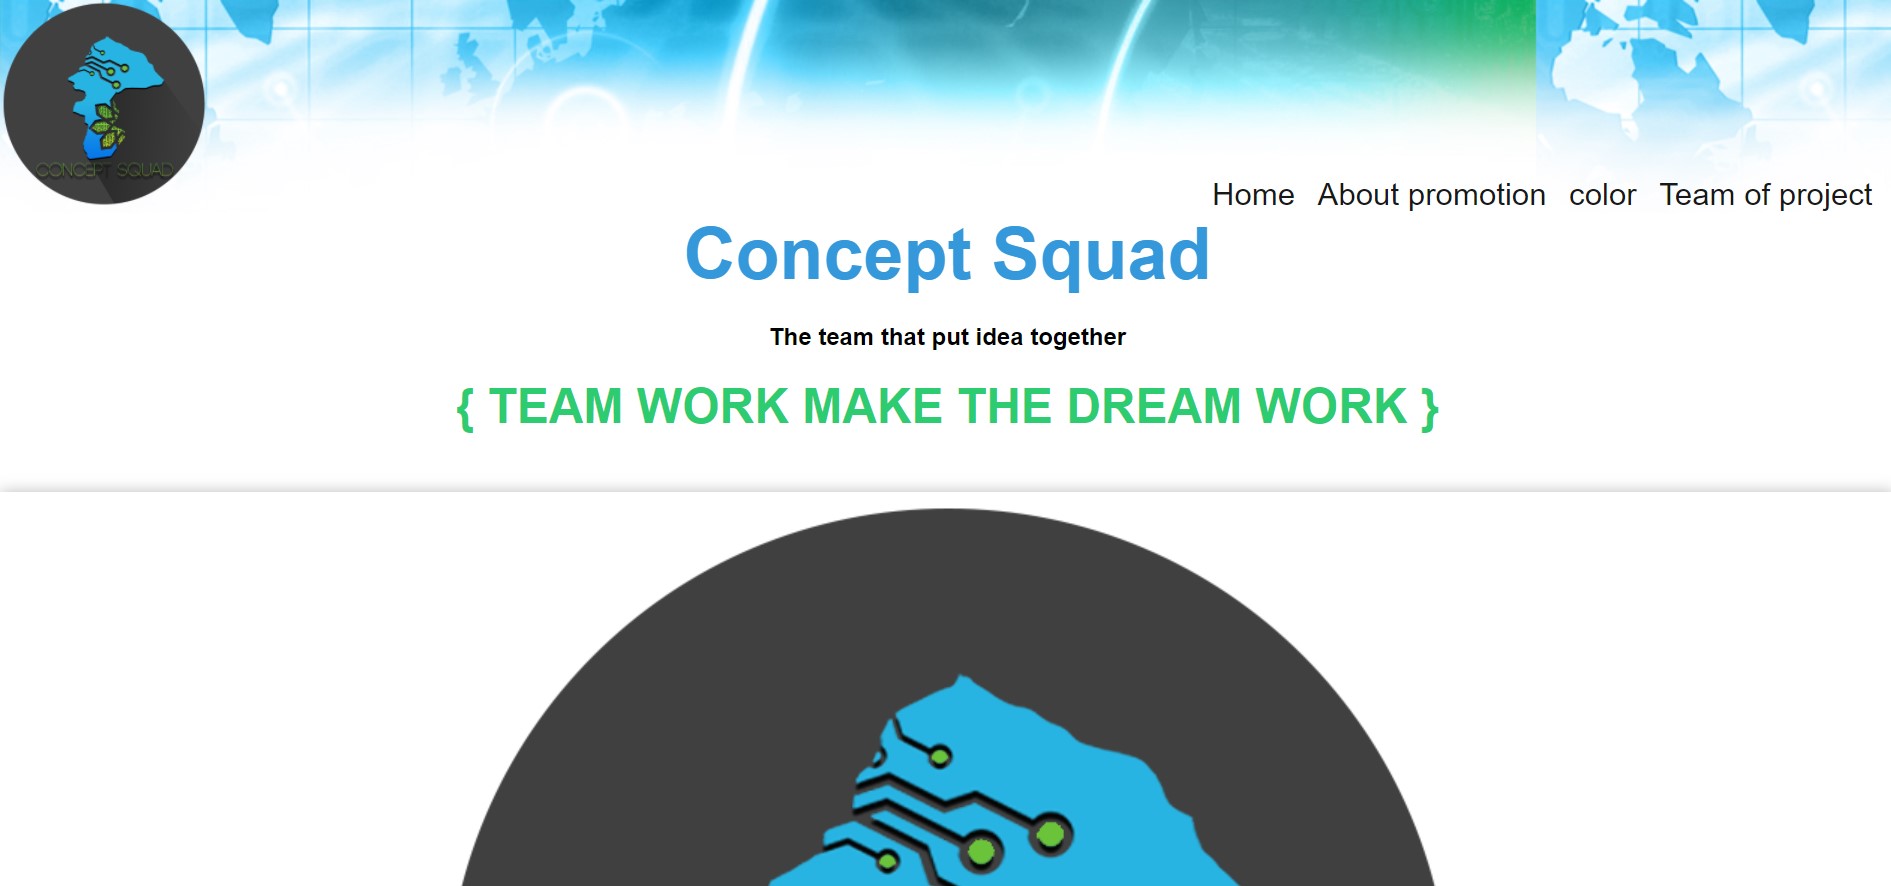 CONCEPT SQUAD
Home About promotion color Team of project
Concept Squad
The team that put idea together
{ TEAM WORK MAKE THE DREAM WORK }